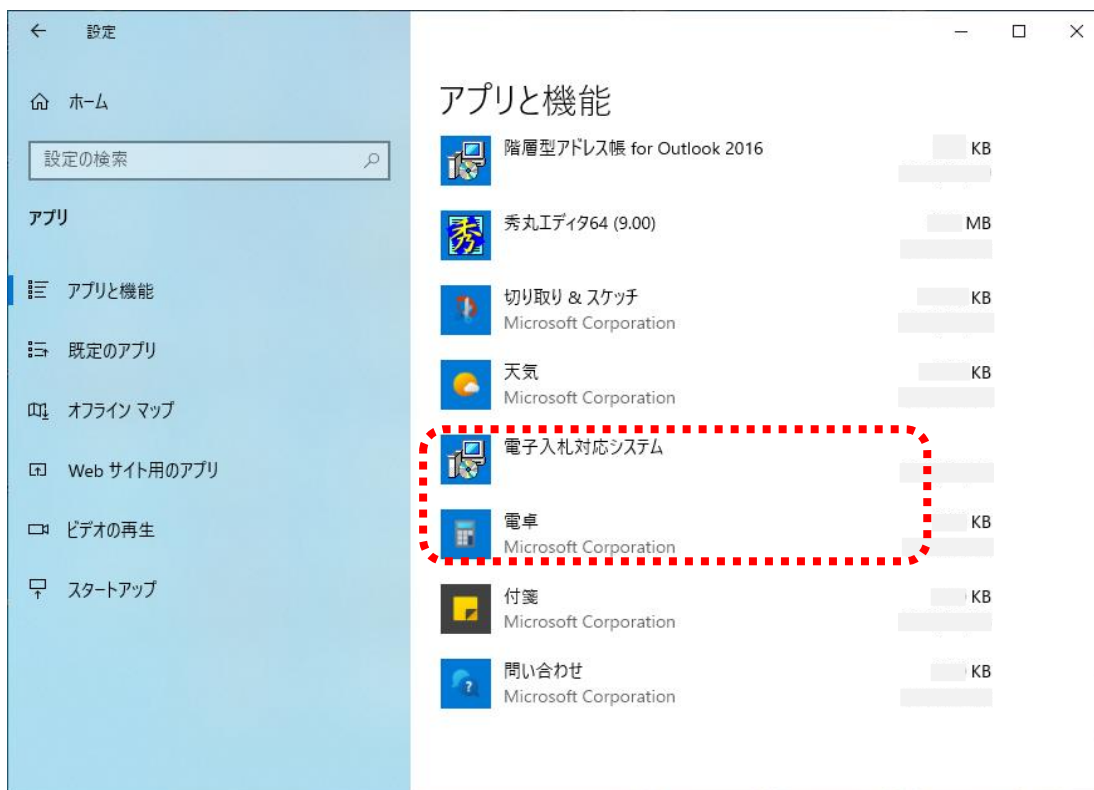 設定
ホーム
設定の検索
アプリ
アプリと機能
既定のアプリ
オフライン マップ
Web サイト用のアプリ
ビデオの再生
スタートアップ
アプリと機能
階層型アドレス帳 for Outlook 2016
KB
秀丸エディタ64 (9.00)
MB
切り取り & スケッチ
KB
Microsoft Corporation
天気
KB
Microsoft Corporation
電子入札対応システム
電卓
KB
Microsoft Corporation
付箋
KB
Microsoft Corporation
問い合わせ
KB
Microsoft Corporation